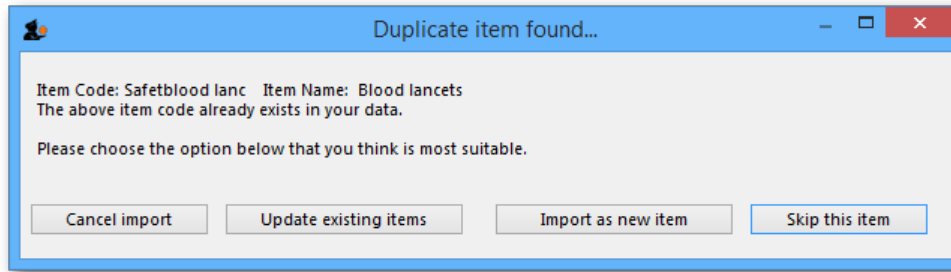 Duplicate item found...
Item Code: Safetblood lanc Item Name: Blood lancets
The above item code already exists in your data.
Please choose the option below that you think is most suitable.
Cancel import Update existing items Import as new item Skip this item